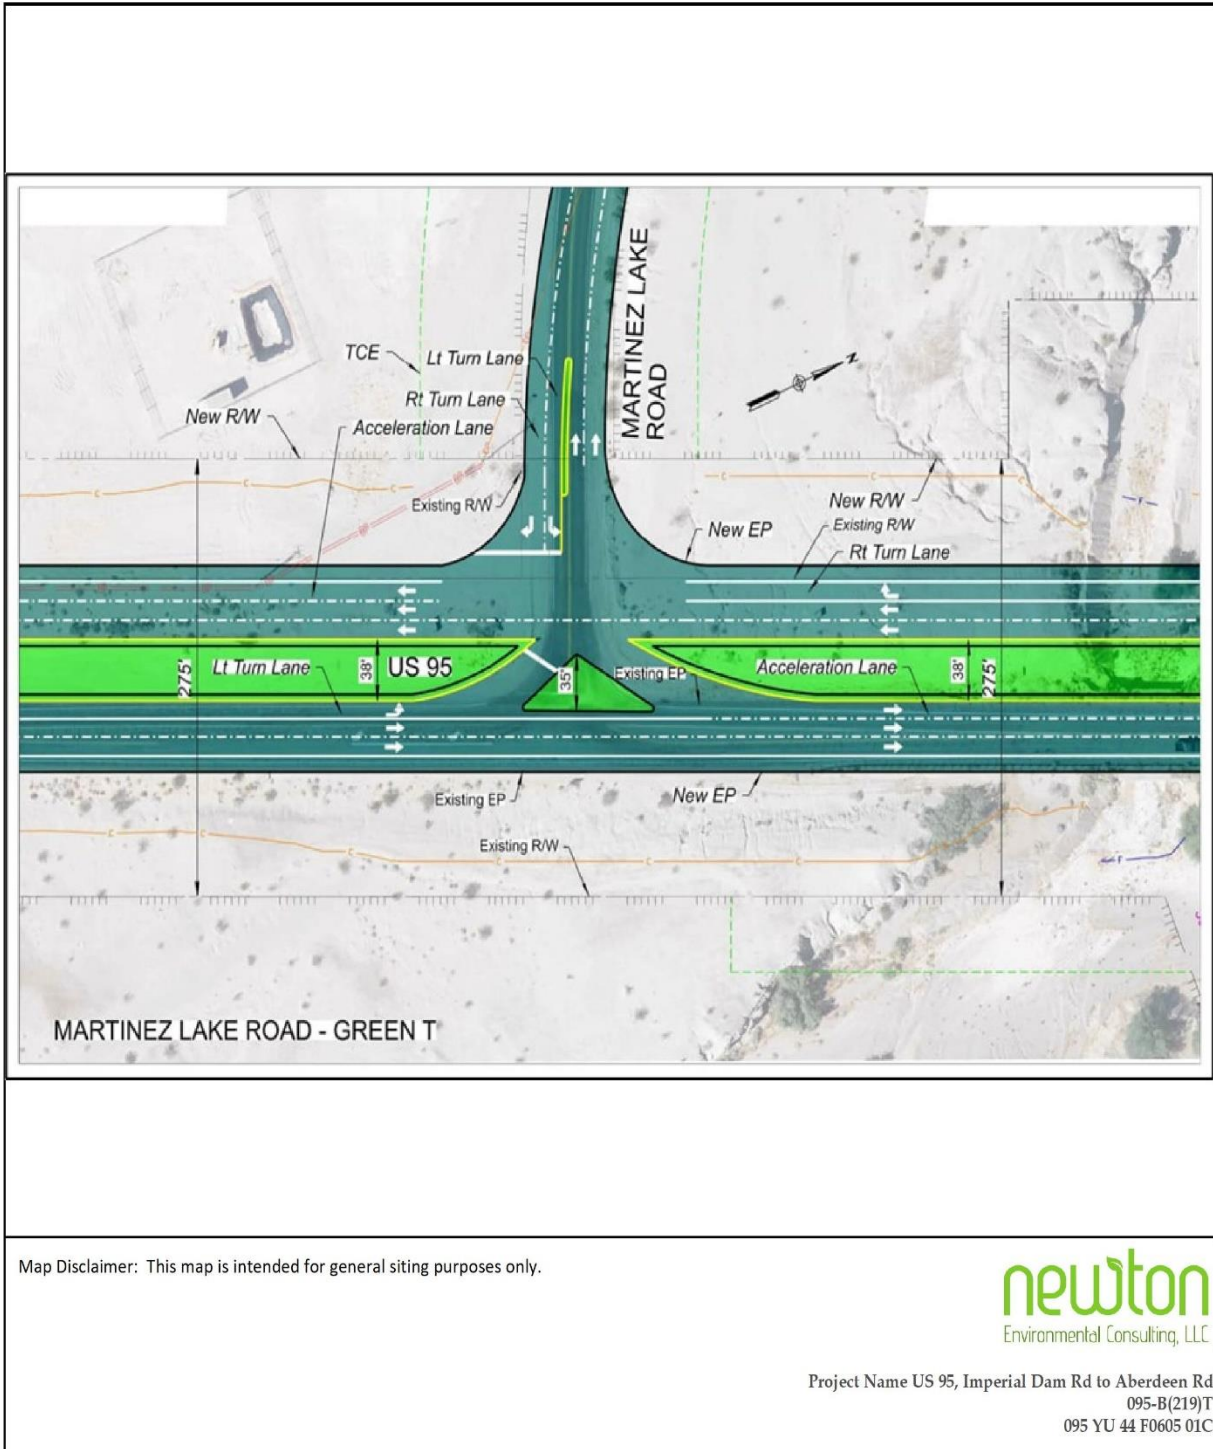 MARTINEZ LAKE
ROAD
N
TCE
Lt Turn Lane
Rt Turn Lane
New R/W
Acceleration Lane
Existing R/W
New R/W
Existing R/W
New EP
Rt Turn Lane
275'
Lt Turn Lane
38'
US 95
35'
Existing EP
Acceleration Lane
38'
275'
Existing EP
New EP
Existing R/W
MARTINEZ LAKE ROAD - GREEN T
Map Disclaimer: This map is intended for general siting purposes only.
newton
Environmental Consulting, LLC
Project Name US 95, Imperial Dam Rd to Aberdeen Rd
095-B(219)T
095 YU 44 F0605 01C